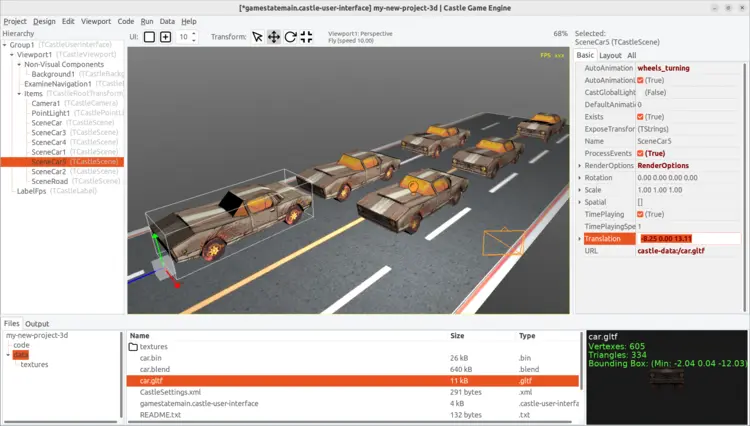 [*gamestatemain.castle-user-interface] my-new-project-3d | Castle Game Engine
Project Design Edit Viewport Code Run Data Help
Hierarchy
Group1 (TCastleUserInterface)
Viewport1 (TCastleViewport)
Non-Visual Components
Background1 (TCastleBackg
ExamineNavigation1 (TCastle
Items (TCastleRootTransform
Camera1 (TCastleCamera)
PointLight1 (TCastlePointLi
SceneCar (TCastleScene)
SceneCar3 (TCastleScene)
SceneCar4 (TCastleScene)
SceneCar1 (TCastleScene)
SceneCar5 (TCastleScene)
SceneCar2 (TCastleScene)
SceneRoad (TCastleScene)
LabelFps (TCastleLabel)
UI: 10 Transform:
Viewport1: Perspective
Fly (speed 10.00)
68%
FPS: xxx
Selected:
SceneCar5 (TCastleScene)
Basic Layout All
AutoAnimation wheels_turning
AutoAnimationL (True)
CastGlobalLight (False)
DefaultAnimation 0
Exists (True)
ExposeTransfor (TStrings)
Name SceneCar5
ProcessEvents (True)
RenderOptions RenderOptions
Rotation 0.00 0.00 0.00 0.00
Scale 1.00 1.00 1.00
Spatial []
TimePlaying (True)
TimePlayingSpe 1
Translation -8.25 0.00 13.31
URL castle-data:/car.gltf
Files Output
my-new-project-3d
code
data
textures
Name Size Type
textures
car.bin 26 kB .bin
car.blend 640 kB .blend
car.gltf 11 kB .gltf
CastleSettings.xml 291 bytes .xml
gamestatemain.castle-user-interface 4 kB .castle-user-interfa
README.txt 132 bytes .txt
car.gltf
Vertexes: 605
Triangles: 334
Bounding Box: (Min: -2.04 0.04 -12.03)